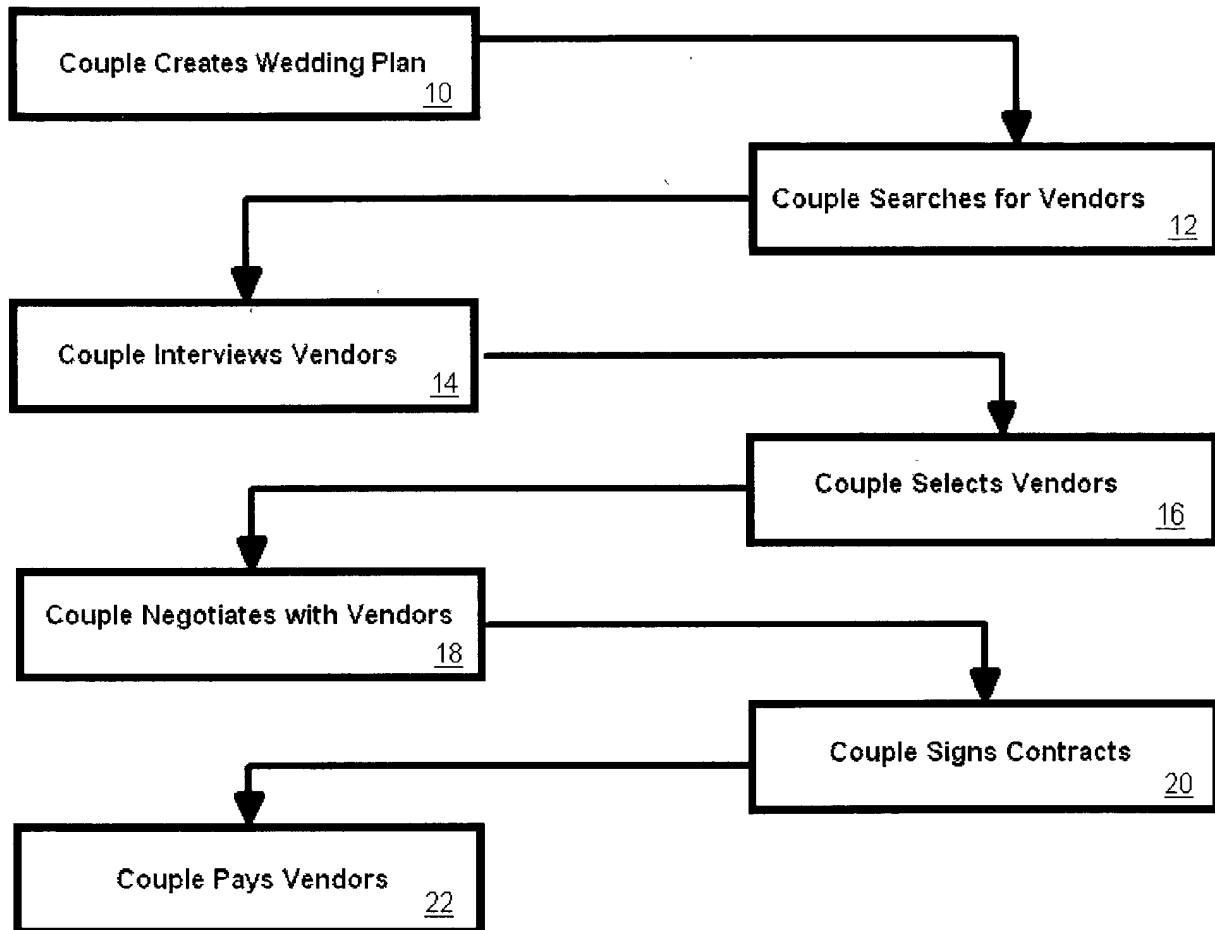 Couple Creates Wedding Plan
10
Couple Searches for Vendors
12
Couple Interviews Vendors
14
Couple Selects Vendors
16
Couple Negotiates with Vendors
18
Couple Signs Contracts
20
Couple Pays Vendors
22